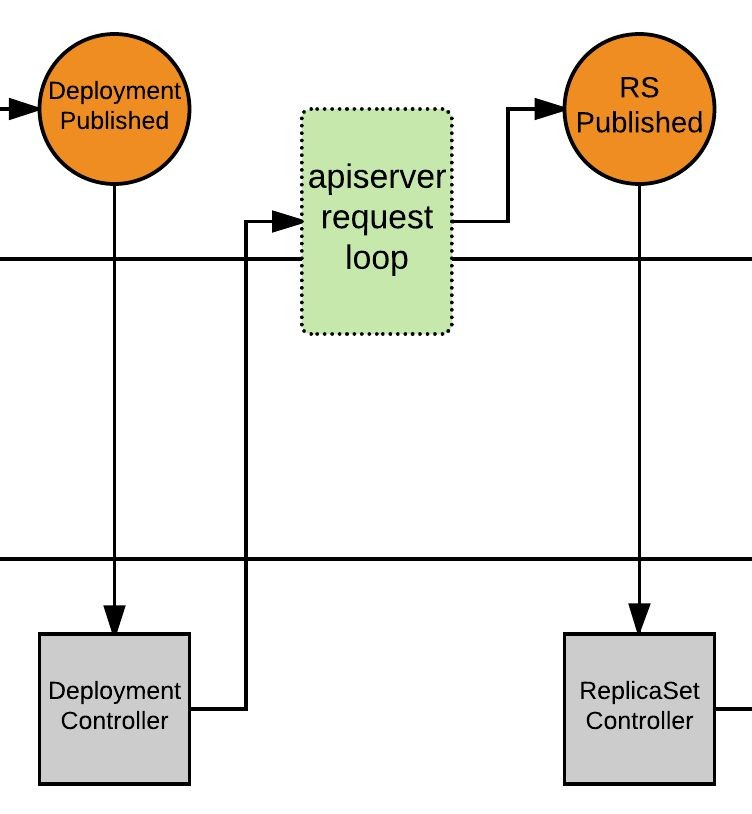 Deployment
Published
apiserver
request
loop
RS
Published
Deployment
Controller
ReplicaSet
Controller